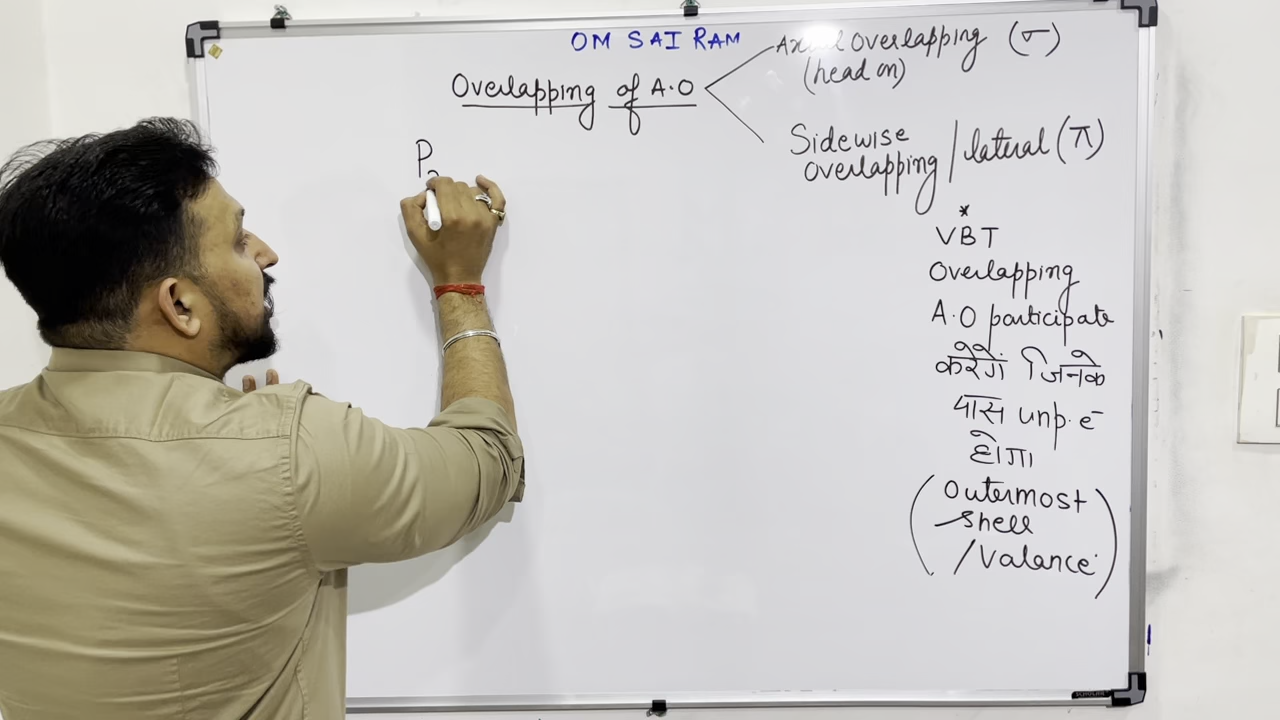 OM SAI RAM
Overlapping of A.O
Axial Overlapping (σ)
(head on)
Sidewise
Overlapping / lateral (π)
P
*
VBT
Overlapping
A.O participate
करेगें जिनके
पास unp. e⁻
होगा
(Outermost
shell
/Valance)